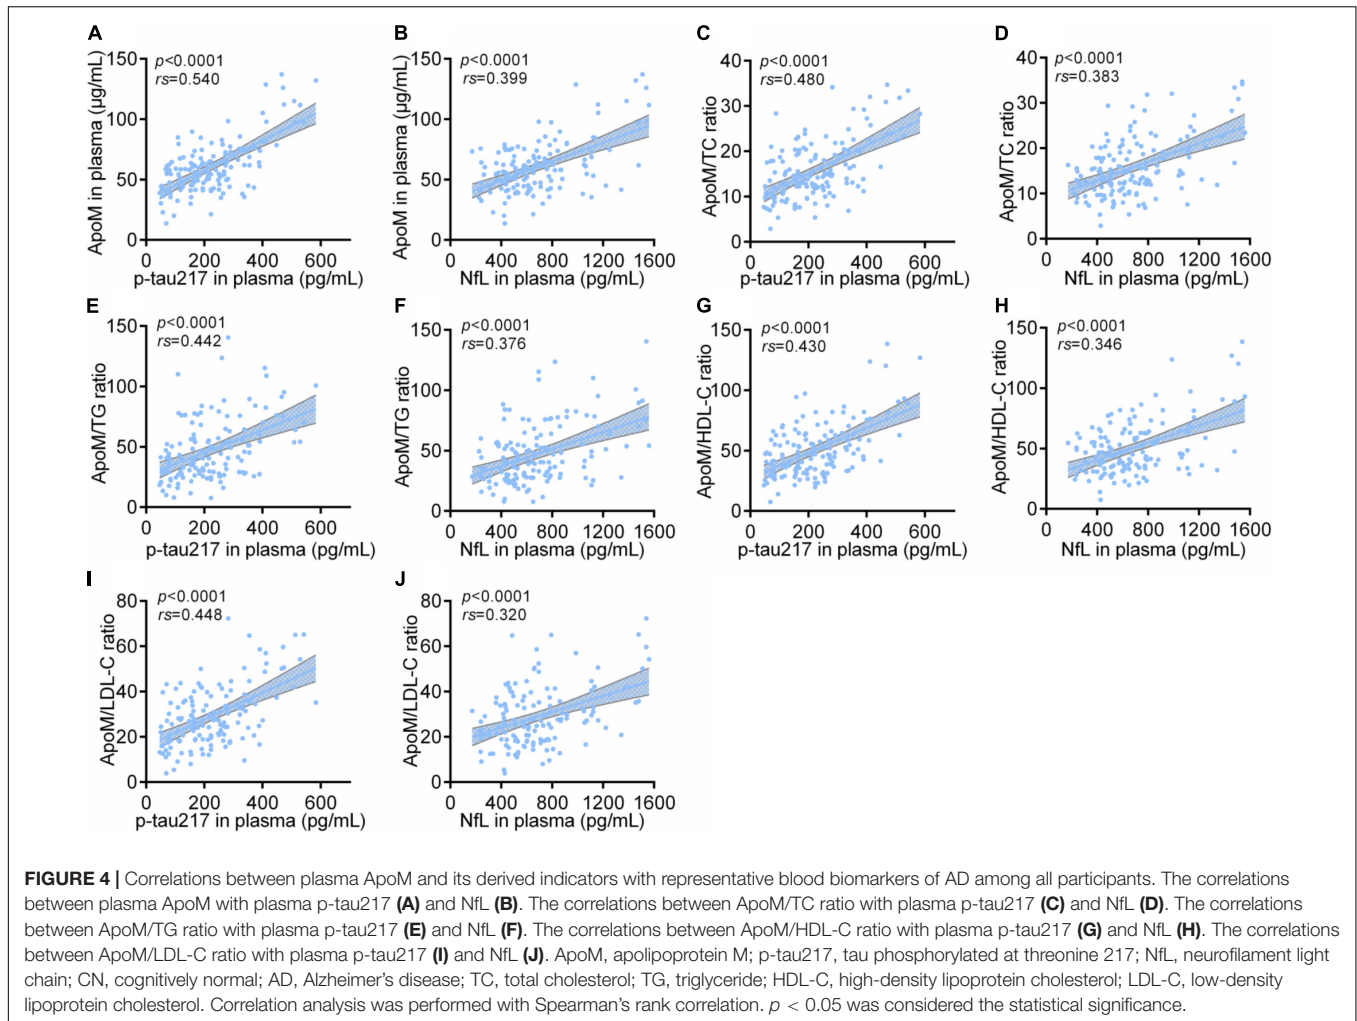 A
p<0.0001
rs=0.540
150
100
50
0
ApoM in plasma (μg/mL)
0 200 400 600
p-tau217 in plasma (pg/mL)
B
p<0.0001
rs=0.399
150
100
50
0
ApoM in plasma (μg/mL)
0 400 800 1200 1600
NfL in plasma (pg/mL)
C
p<0.0001
rs=0.480
40
30
20
10
0
ApoM/TC ratio
0 200 400 600
p-tau217 in plasma (pg/mL)
D
p<0.0001
rs=0.383
40
30
20
10
0
ApoM/TC ratio
0 400 800 1200 1600
NfL in plasma (pg/mL)
E
p<0.0001
rs=0.442
150
100
50
0
ApoM/TG ratio
0 200 400 600
p-tau217 in plasma (pg/mL)
F
p<0.0001
rs=0.376
150
100
50
0
ApoM/TG ratio
0 400 800 1200 1600
NfL in plasma (pg/mL)
G
p<0.0001
rs=0.430
150
100
50
0
ApoM/HDL-C ratio
0 200 400 600
p-tau217 in plasma (pg/mL)
H
p<0.0001
rs=0.346
150
100
50
0
ApoM/HDL-C ratio
0 400 800 1200 1600
NfL in plasma (pg/mL)
I
p<0.0001
rs=0.448
80
60
40
20
0
ApoM/LDL-C ratio
0 200 400 600
p-tau217 in plasma (pg/mL)
J
p<0.0001
rs=0.320
80
60
40
20
0
ApoM/LDL-C ratio
0 400 800 1200 1600
NfL in plasma (pg/mL)
FIGURE 4 | Correlations between plasma ApoM and its derived indicators with representative blood biomarkers of AD among all participants. The correlations
between plasma ApoM with plasma p-tau217 (A) and NfL (B). The correlations between ApoM/TC ratio with plasma p-tau217 (C) and NfL (D). The correlations
between ApoM/TG ratio with plasma p-tau217 (E) and NfL (F). The correlations between ApoM/HDL-C ratio with plasma p-tau217 (G) and NfL (H). The correlations
between ApoM/LDL-C ratio with plasma p-tau217 (I) and NfL (J). ApoM, apolipoprotein M; p-tau217, tau phosphorylated at threonine 217; NfL, neurofilament light
chain; CN, cognitively normal; AD, Alzheimer's disease; TC, total cholesterol; TG, triglyceride; HDL-C, high-density lipoprotein cholesterol; LDL-C, low-density
lipoprotein cholesterol. Correlation analysis was performed with Spearman's rank correlation. p < 0.05 was considered the statistical significance.